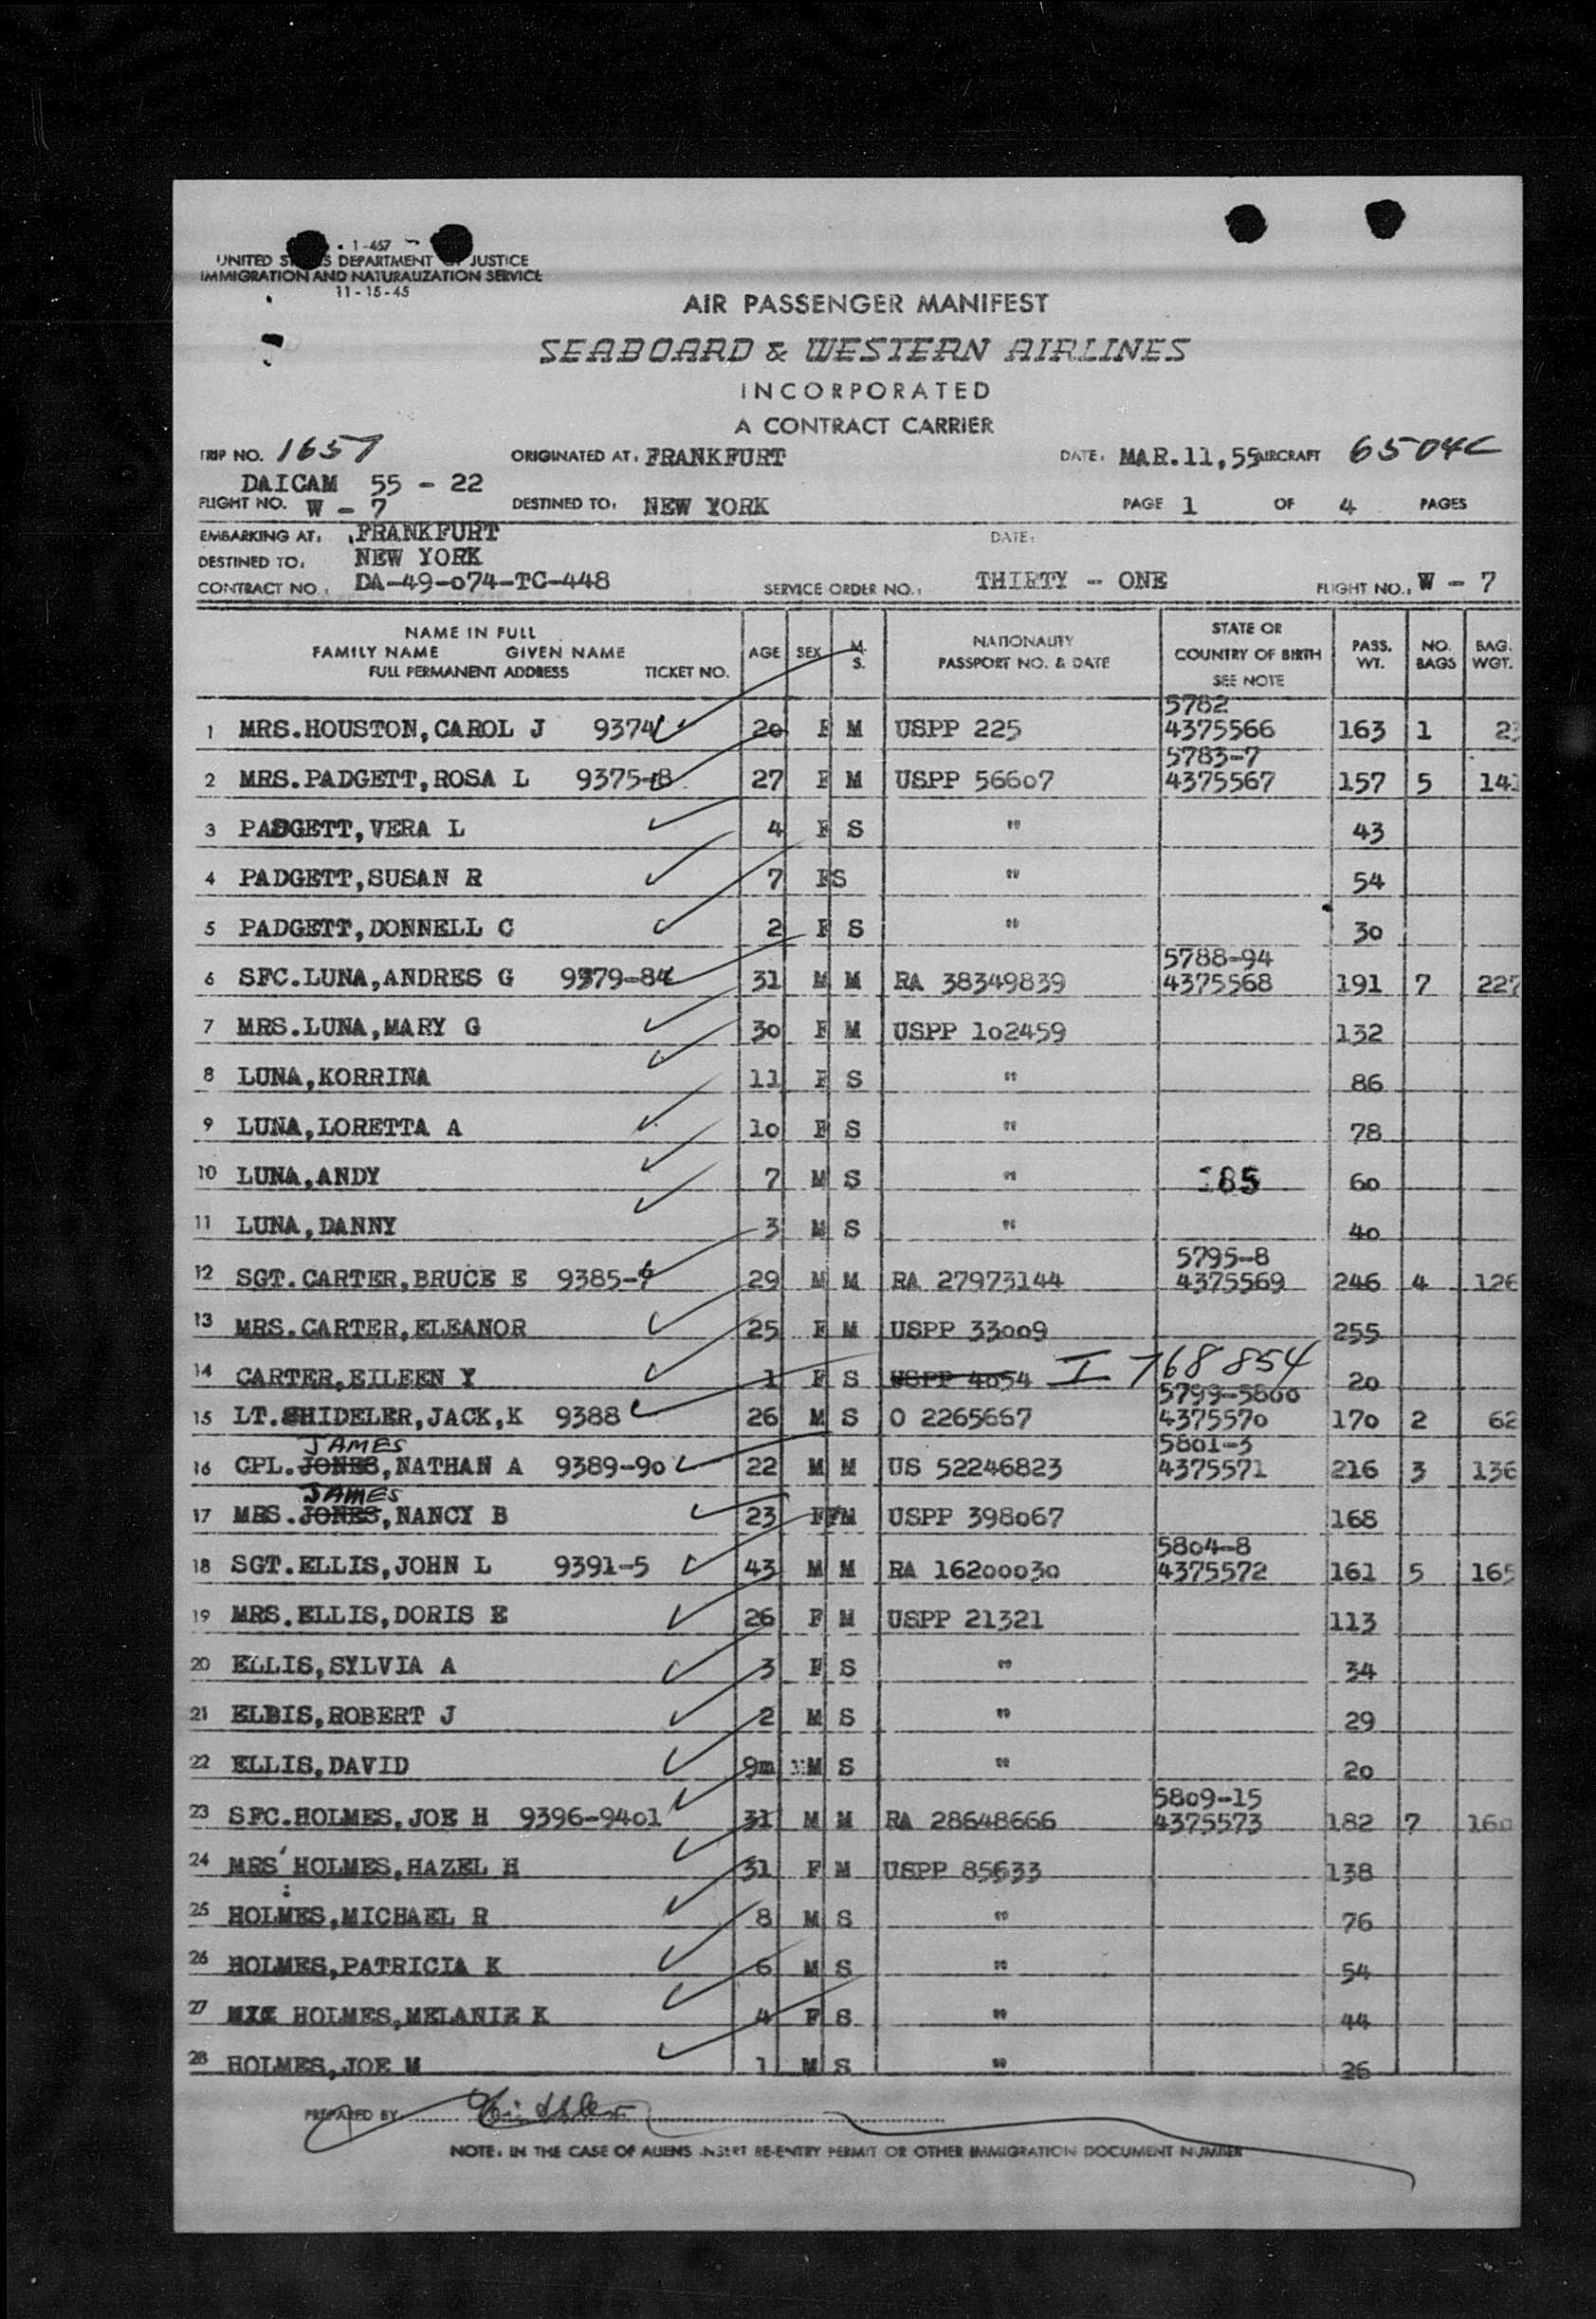 1-457
UNITED S S DEPARTMENT JUSTICE
IMMIGRATION AND NATURALIZATION SERVICE
11-15-45
AIR PASSENGER MANIFEST
SEABOARD & WESTERN AIRLINES
INCORPORATED
A CONTRACT CARRIER
TRIP NO. 1657 ORIGINATED AT: FRANKFURT DATE: MAR.11,55 AIRCRAFT 6504C
DAICAM 55 - 22
FLIGHT NO. W - 7 DESTINED TO: NEW YORK PAGE 1 OF 4 PAGES
EMBARKING AT: FRANKFURT DATE:
DESTINED TO: NEW YORK
CONTRACT NO.: DA-49-074-TC-448 SERVICE ORDER NO.: THIRTY - ONE FLIGHT NO.: W - 7
NAME IN FULL
FAMILY NAME GIVEN NAME
FULL PERMANENT ADDRESS TICKET NO.
AGE SEX M. S.
NATIONALITY
PASSPORT NO. & DATE
STATE OR
COUNTRY OF BIRTH
SEE NOTE
PASS. WT. NO. BAGS BAG. WGT.
5782
1 MRS.HOUSTON,CAROL J 9374 20 F M USPP 225 4375566 163 1 23
5783-7
2 MRS.PADGETT,ROSA L 9375-8 27 F M USPP 56607 4375567 157 5 141
3 PADGETT,VERA L 4 F S " 43
4 PADGETT,SUSAN R 7 F S " 54
5 PADGETT,DONNELL C 2 F S " 30
5788-94
6 SFC.LUNA,ANDRES G 9379-84 31 M M RA 38349839 4375568 191 7 227
7 MRS.LUNA,MARY G 30 F M USPP 102459 132
8 LUNA,KORRINA 11 F S " 86
9 LUNA,LORETTA A 10 F S " 78
10 LUNA,ANDY 7 M S " 185 60
11 LUNA,DANNY 3 M S " 40
5795-8
12 SGT.CARTER,BRUCE E 9385-7 29 M M RA 27973144 4375569 246 4 126
13 MRS.CARTER,ELEANOR 25 F M USPP 33009 255
14 CARTER,EILEEN Y 1 F S USPP 4054 I 768854 20
5799-5800
15 LT.SHIDELER,JACK,K 9388 26 M S O 2265667 4375570 170 2 62
JAMES 5801-3
16 CPL.JONES,NATHAN A 9389-90 22 M M US 52246823 4375571 216 3 136
JAMES
17 MRS.JONES,NANCY B 23 F M USPP 398067 168
5804-8
18 SGT.ELLIS,JOHN L 9391-5 43 M M RA 16200030 4375572 161 5 165
19 MRS.ELLIS,DORIS E 26 F M USPP 21321 113
20 ELLIS,SYLVIA A 3 F S " 34
21 ELBIS,ROBERT J 2 M S " 29
22 ELLIS,DAVID 9m M S " 20
5809-15
23 SFC.HOLMES,JOE H 9396-9401 31 M M RA 28648666 4375573 182 7 160
24 MRS HOLMES,HAZEL H 31 F M USPP 85633 138
25 HOLMES,MICHAEL R 8 M S " 76
26 HOLMES,PATRICIA K 6 M S " 54
27 HOLMES,MELANIE K 4 F S " 44
28 HOLMES,JOE M 1 M S " 26
PREPARED BY
NOTE: IN THE CASE OF ALIENS INSERT RE-ENTRY PERMIT OR OTHER IMMIGRATION DOCUMENT NUMBER